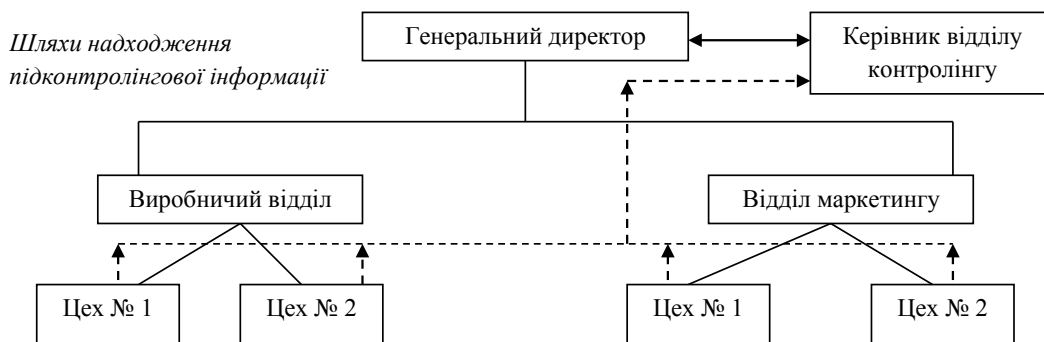 Шляхи надходження
підконтролінгової інформації
Генеральний директор
Керівник відділу
контролінгу
Виробничий відділ
Відділ маркетингу
Цех № 1
Цех № 2
Цех № 1
Цех № 2